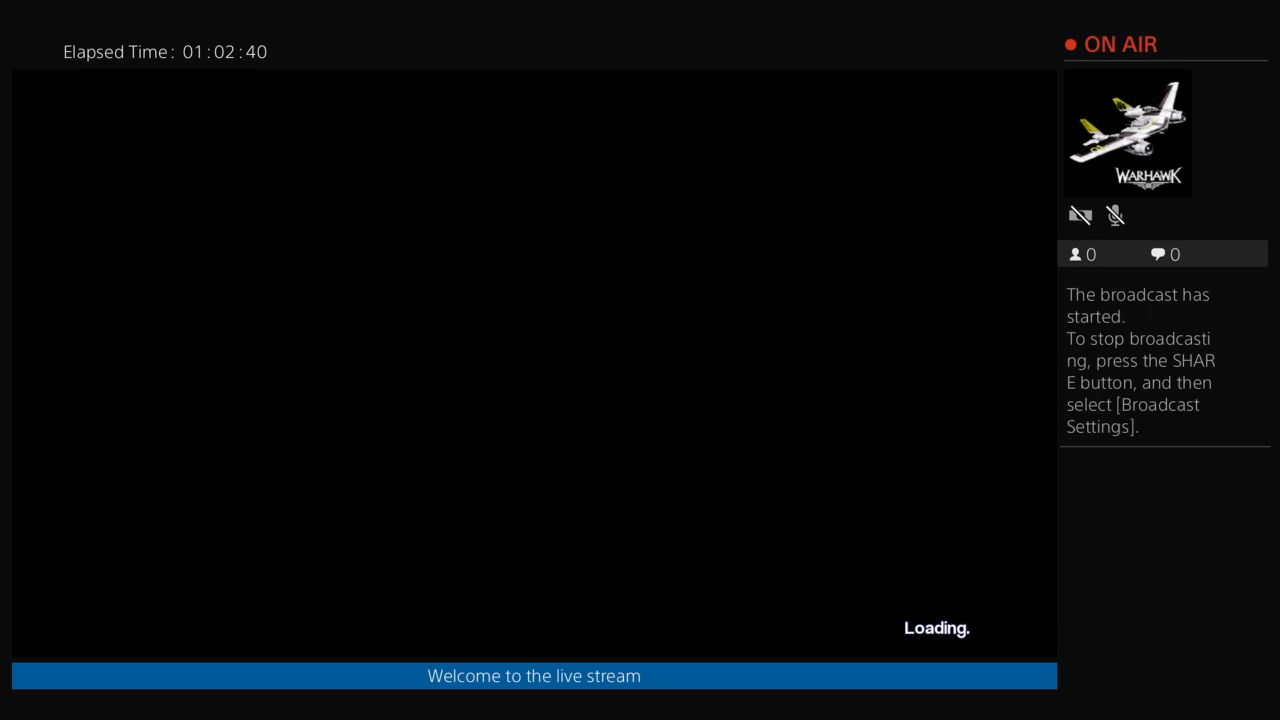 Elapsed Time: 01:02:40
ON AIR
WARHAWK
0 0
The broadcast has
started.
To stop broadcasti
ng, press the SHAR
E button, and then
select [Broadcast
Settings].
Loading.
Welcome to the live stream